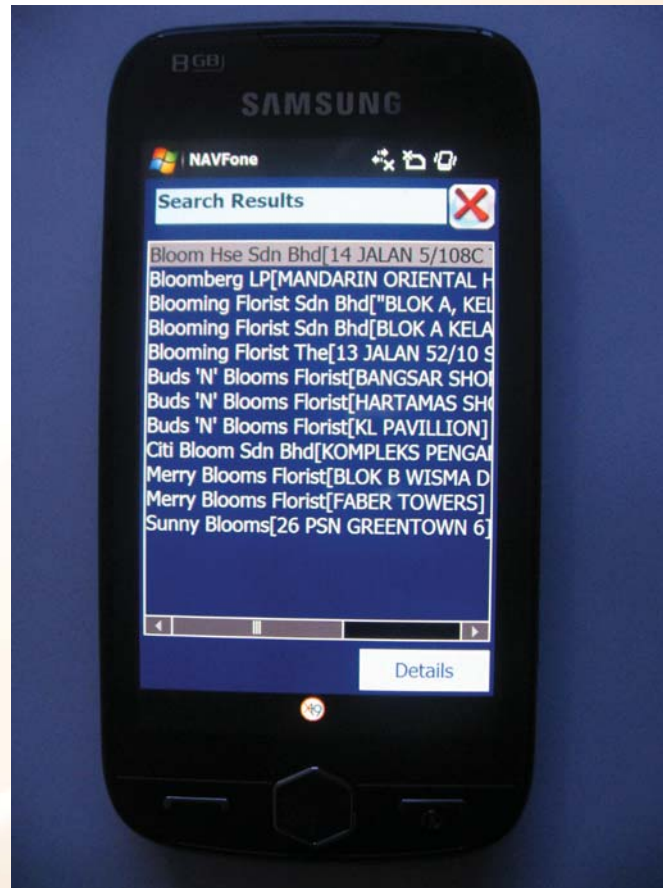 8 GB
SAMSUNG
NAVFone
Search Results
Bloom Hse Sdn Bhd[14 JALAN 5/108C
Bloomberg LP[MANDARIN ORIENTAL H
Blooming Florist Sdn Bhd["BLOK A, KEL
Blooming Florist Sdn Bhd[BLOK A KELA
Blooming Florist The[13 JALAN 52/10 S
Buds 'N' Blooms Florist[BANGSAR SHOP
Buds 'N' Blooms Florist[HARTAMAS SHO
Buds 'N' Blooms Florist[KL PAVILLION]
Citi Bloom Sdn Bhd[KOMPLEKS PENGA
Merry Blooms Florist[BLOK B WISMA D
Merry Blooms Florist[FABER TOWERS]
Sunny Blooms[26 PSN GREENTOWN 6]
Details